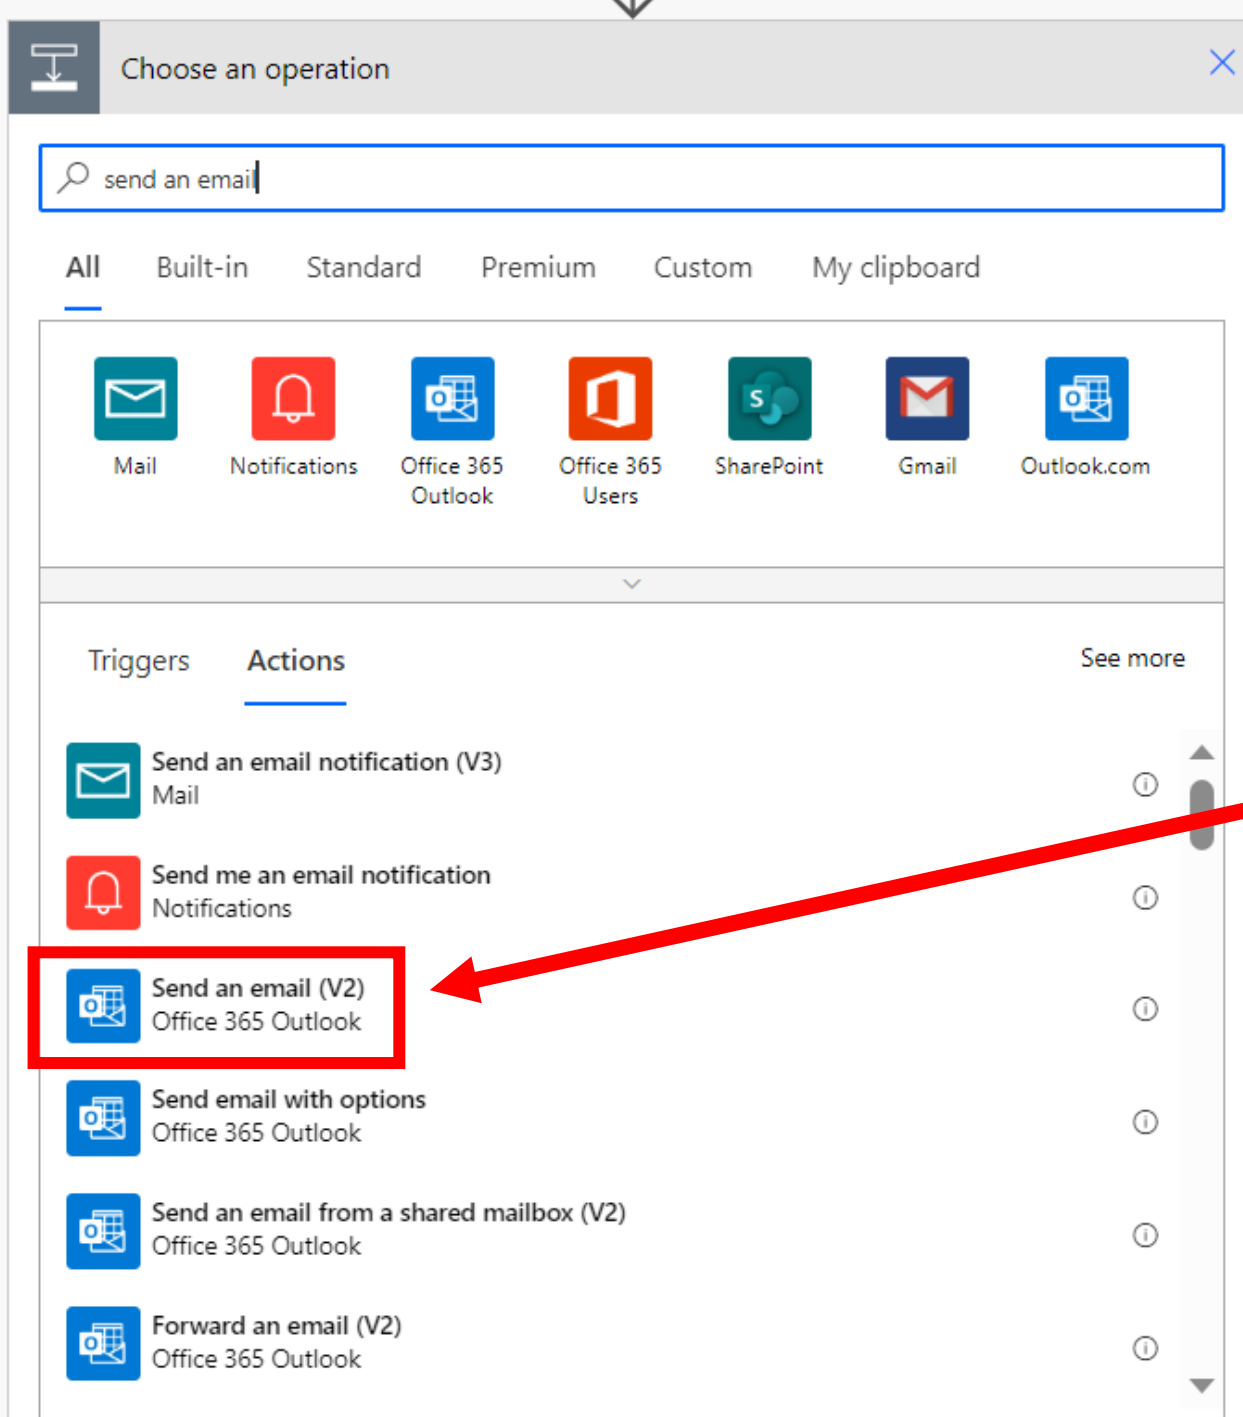 Choose an operation
send an email
All Built-in Standard Premium Custom My clipboard
Mail Notifications Office 365 Outlook Office 365 Users SharePoint Gmail Outlook.com
Triggers Actions See more
Send an email notification (V3)
Mail
Send me an email notification
Notifications
Send an email (V2)
Office 365 Outlook
Send email with options
Office 365 Outlook
Send an email from a shared mailbox (V2)
Office 365 Outlook
Forward an email (V2)
Office 365 Outlook